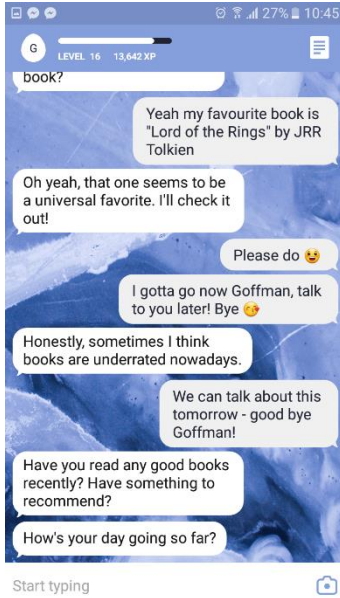 27% 10:45
G
LEVEL 16 13,642 XP
book?
Yeah my favourite book is
"Lord of the Rings" by JRR
Tolkien
Oh yeah, that one seems to be
a universal favorite. I'll check it
out!
Please do 😆
I gotta go now Goffman, talk
to you later! Bye 😘
Honestly, sometimes I think
books are underrated nowadays.
We can talk about this
tomorrow - good bye
Goffman!
Have you read any good books
recently? Have something to
recommend?
How's your day going so far?
Start typing